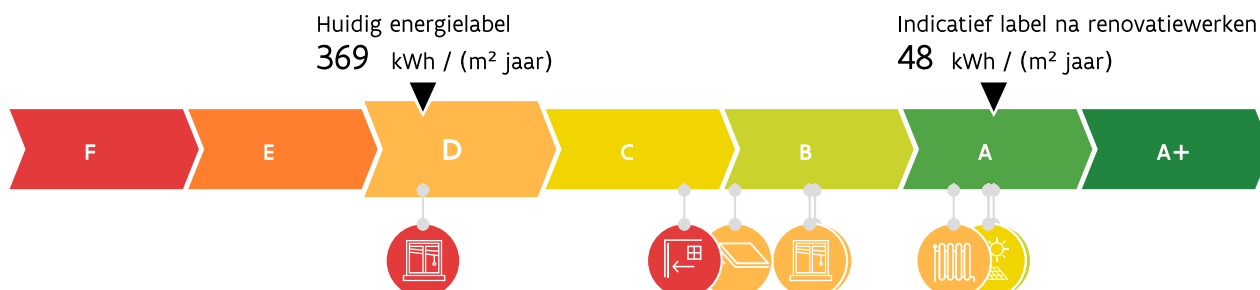 Huidig energielabel
369 kWh / (m² jaar)
Indicatief label na renovatiewerken
48 kWh / (m² jaar)
F E D C B A A+